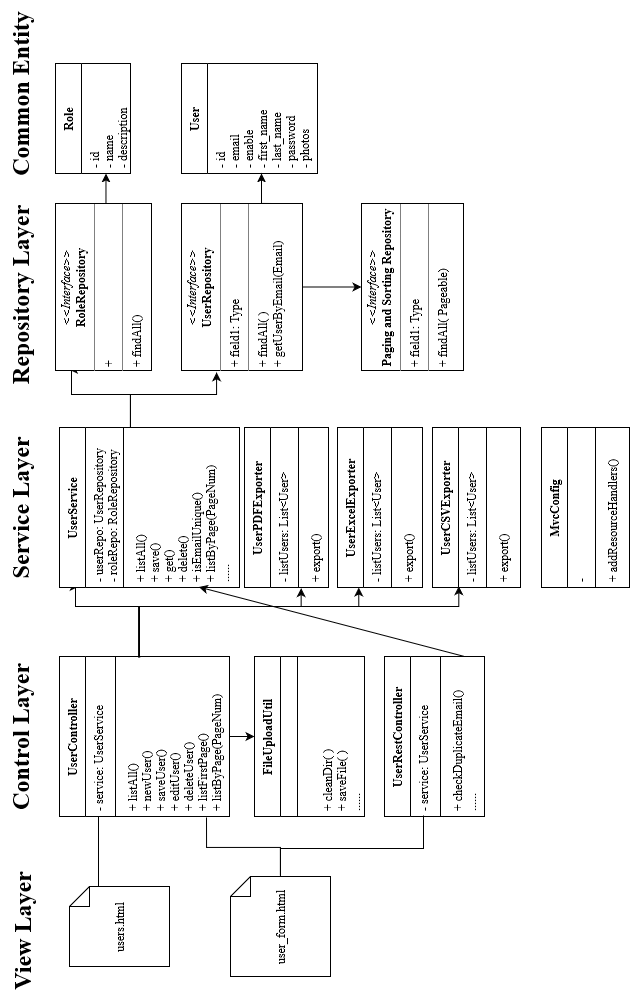 View Layer
Control Layer
Service Layer
Repository Layer
Common Entity
users.html
user_form.html
UserController
- service: UserService
+ listAll()
+ newUser()
+ saveUser()
+ editUser()
+ deleteUser()
+ listFirstPage()
+ listByPage(PageNum)
FileUploadUtil
+ cleanDir( )
+ saveFile( )
......
UserRestController
- service: UserService
+ checkDuplicateEmail()
......
UserService
- userRepo: UserRepository
- roleRepo: RoleRepository
+ listAll()
+ save()
+ get()
+ delete()
+ isEmailUnique()
+ listByPage(PageNum)
......
UserPDFExporter
- listUsers: List<User>
+ export()
UserExcelExporter
- listUsers: List<User>
+ export()
UserCSVExporter
- listUsers: List<User>
+ export()
MvcConfig
-
+ addResourceHandlers()
<<Interface>>
RoleRepository
+
+ findAll()
<<Interface>>
UserRepository
+ field1: Type
+ findAll( )
+ getUserByEmail(Email)
<<Interface>>
Paging and Sorting Repository
+ field1: Type
+ findAll( Pageable)
Role
- id
- name
- description
User
- id
- email
- enable
- first_name
- last_name
- password
- photos